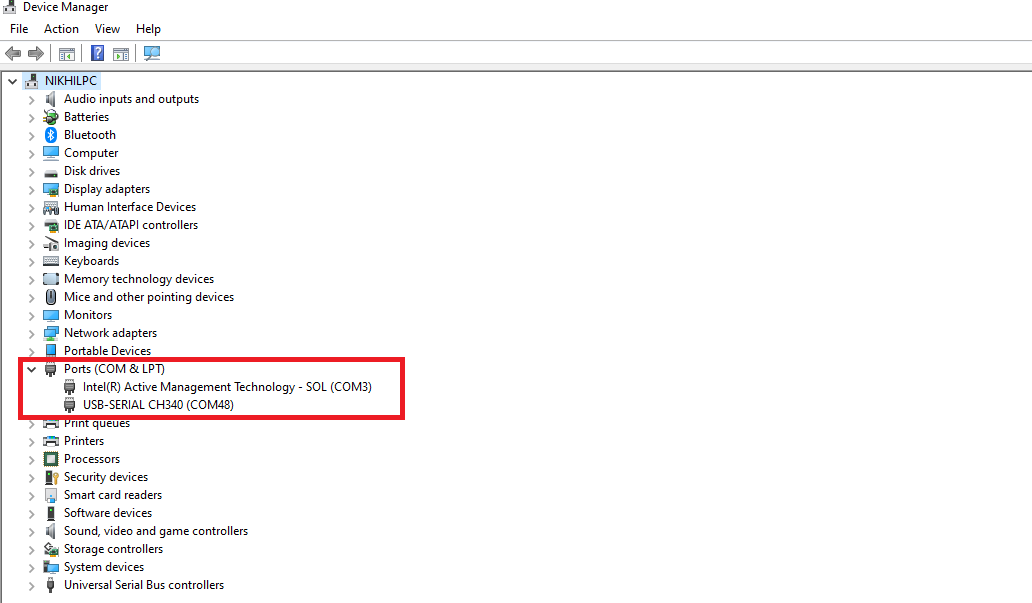 Device Manager
File Action View Help
?
NIKHILPC
Audio inputs and outputs
Batteries
Bluetooth
Computer
Disk drives
Display adapters
Human Interface Devices
IDE ATA/ATAPI controllers
Imaging devices
Keyboards
Memory technology devices
Mice and other pointing devices
Monitors
Network adapters
Portable Devices
Ports (COM & LPT)
Intel(R) Active Management Technology - SOL (COM3)
USB-SERIAL CH340 (COM48)
Print queues
Printers
Processors
Security devices
Smart card readers
Software devices
Sound, video and game controllers
Storage controllers
System devices
Universal Serial Bus controllers